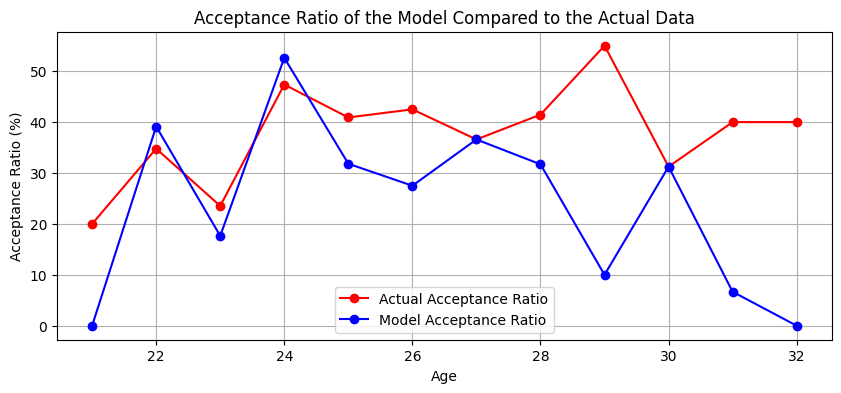 Acceptance Ratio of the Model Compared to the Actual Data
Acceptance Ratio (%)
50
40
30
20
10
0
Actual Acceptance Ratio
Model Acceptance Ratio
22
24
26
28
30
32
Age